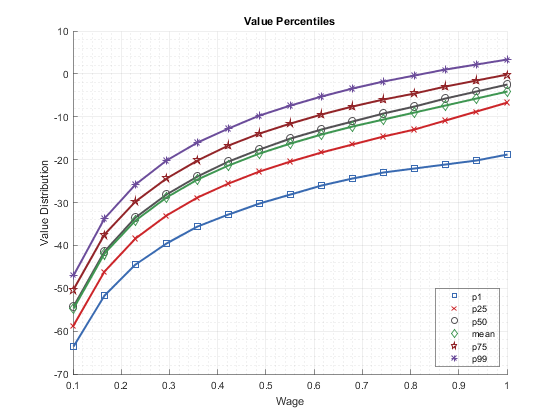 Value Percentiles
10
0
-10
-20
-30
-40
-50
-60
-70
Value Distribution
0.1 0.2 0.3 0.4 0.5 0.6 0.7 0.8 0.9 1
Wage
p1
p25
p50
mean
p75
p99